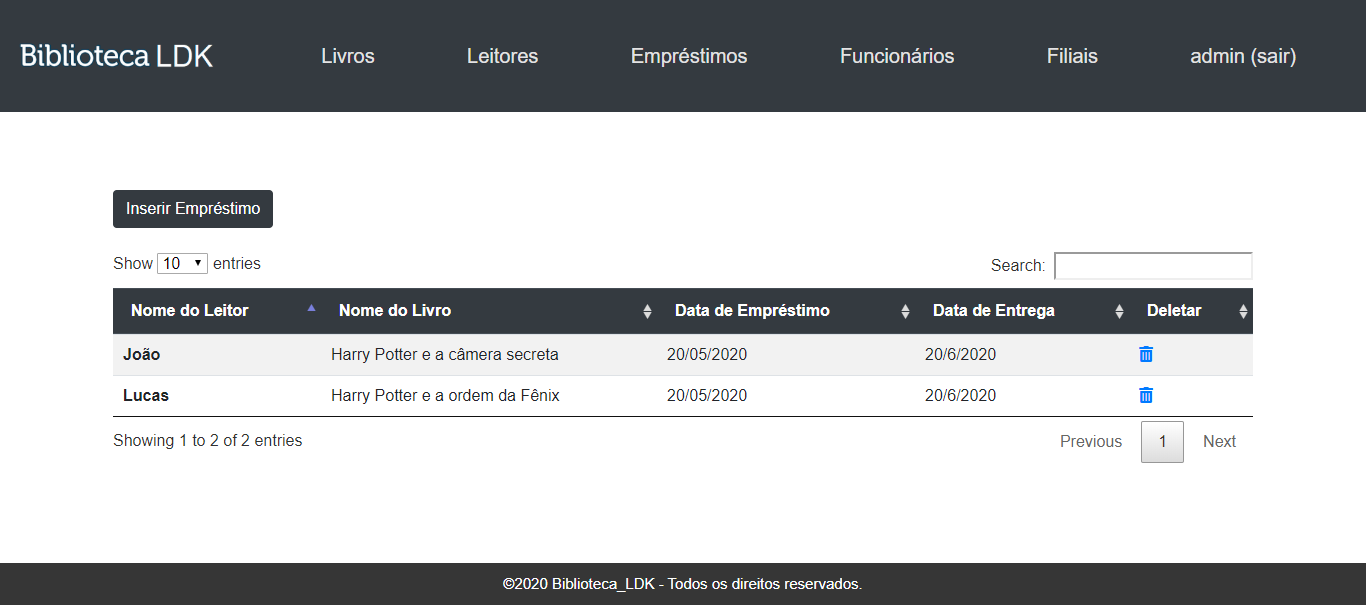 Biblioteca LDK Livros Leitores Empréstimos Funcionários Filiais admin (sair)
Inserir Empréstimo
Show 10 entries Search:
Nome do Leitor Nome do Livro Data de Empréstimo Data de Entrega Deletar
João Harry Potter e a câmera secreta 20/05/2020 20/6/2020
Lucas Harry Potter e a ordem da Fênix 20/05/2020 20/6/2020
Showing 1 to 2 of 2 entries Previous 1 Next
©2020 Biblioteca_LDK - Todos os direitos reservados.